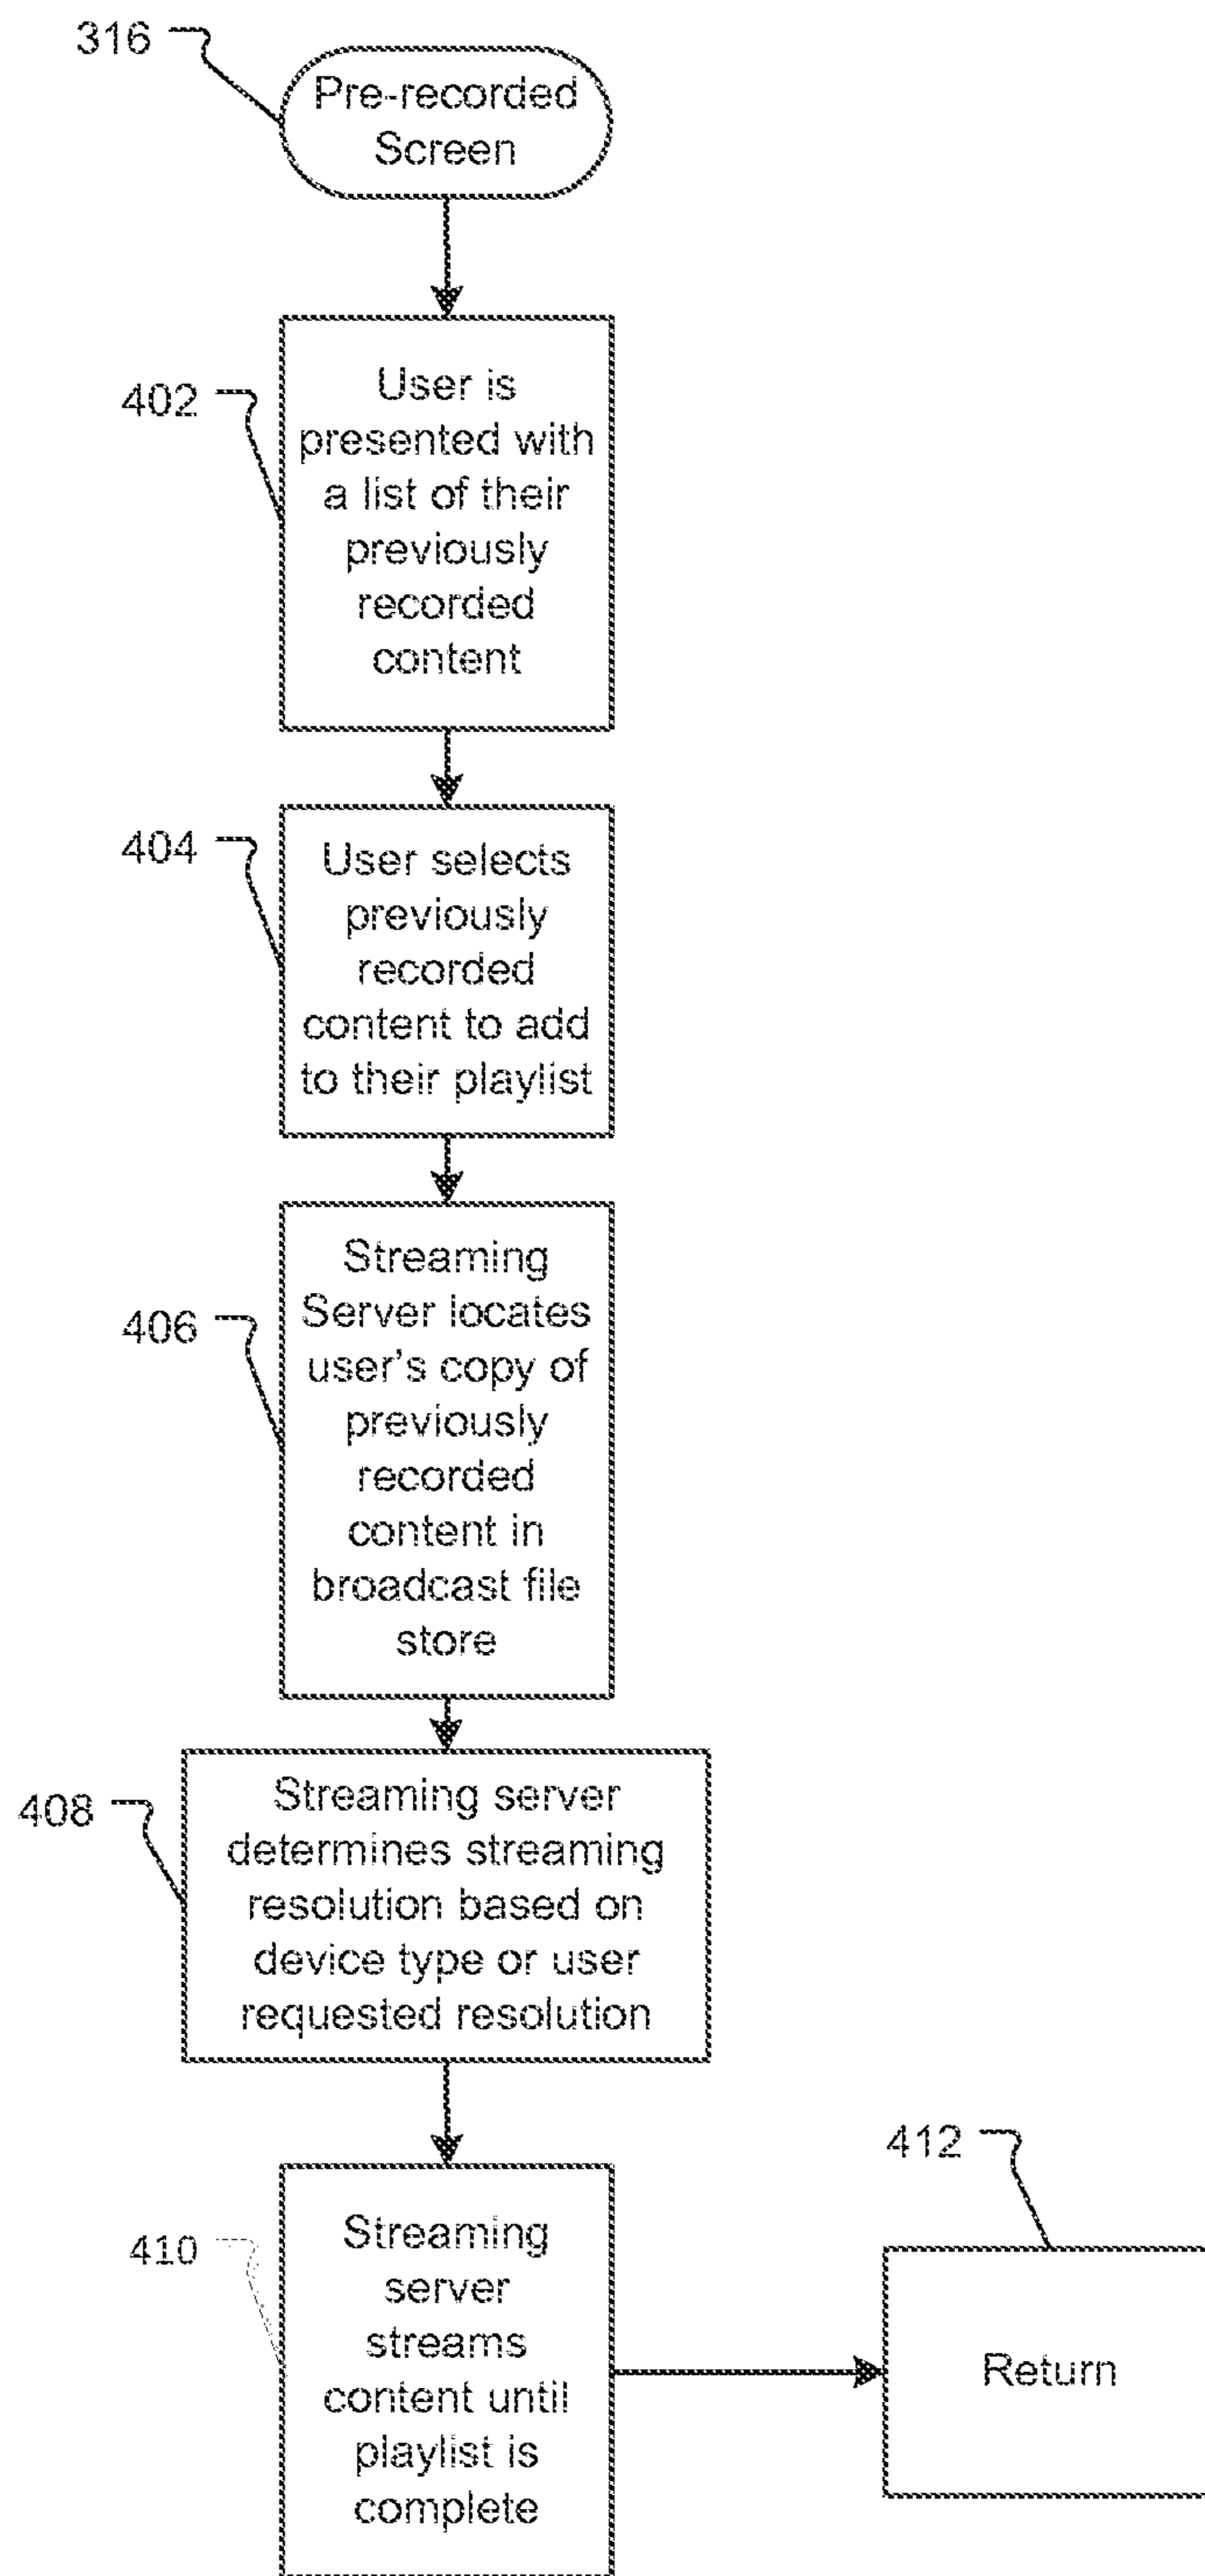 316
Pre-recorded
Screen
402
User is
presented with
a list of their
previously
recorded
content
404
User selects
previously
recorded
content to add
to their playlist
406
Streaming
Server locates
user's copy of
previously
recorded
content in
broadcast file
store
408
Streaming server
determines streaming
resolution based on
device type or user
requested resolution
410
Streaming
server
streams
content until
playlist is
complete
412
Return